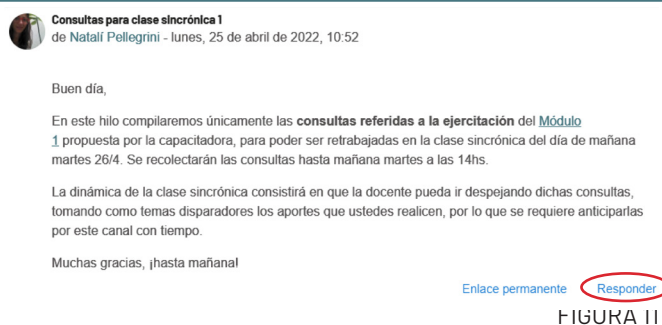 Consultas para clase sincrónica 1
de Natalí Pellegrini - lunes, 25 de abril de 2022, 10:52
Buen día,
En este hilo compilaremos únicamente las consultas referidas a la ejercitación del Módulo
1 propuesta por la capacitadora, para poder ser retrabajadas en la clase sincrónica del día de mañana
martes 26/4. Se recolectarán las consultas hasta mañana martes a las 14hs.
La dinámica de la clase sincrónica consistirá en que la docente pueda ir despejando dichas consultas,
tomando como temas disparadores los aportes que ustedes realicen, por lo que se requiere anticiparlas
por este canal con tiempo.
Muchas gracias, ¡hasta mañana!
Enlace permanente Responder
FIGURA 11